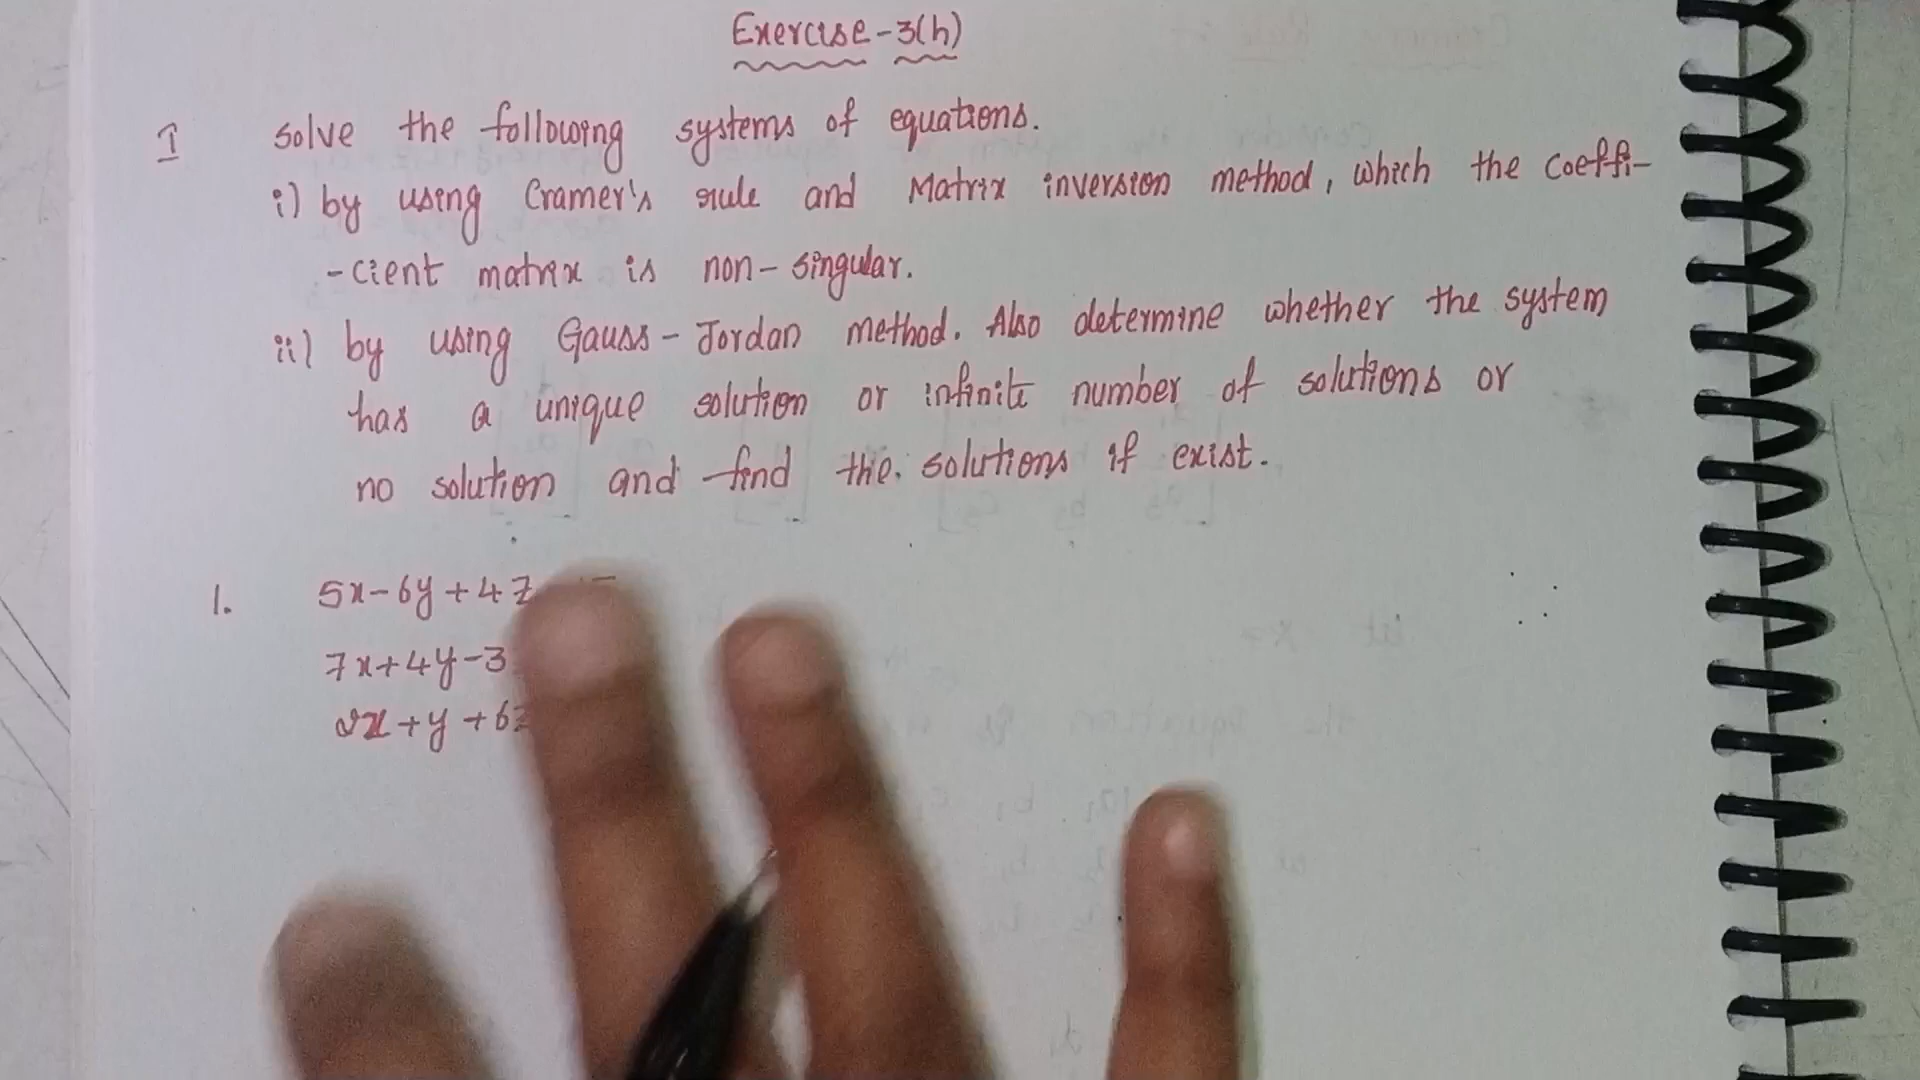 Exercise-3(h)
I solve the following systems of equations.
i) by using Cramer's rule and Matrix inversion method, which the coeffi-
-cient matrix is non-singular.
ii) by using Gauss-Jordan method. Also determine whether the system
has a unique solution or infinite number of solutions or
no solution and find the solutions if exist.
1. 5x-6y+4z
7x+4y-3
2x+y+6z